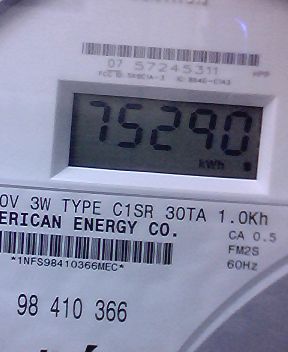 07 57245311
75290
kWh
0V 3W TYPE C1SR 30TA 1.0Kh
ERICAN ENERGY CO.
CA 0.5
FM2S
60Hz
*1NFS98410366MEC*
98 410 366